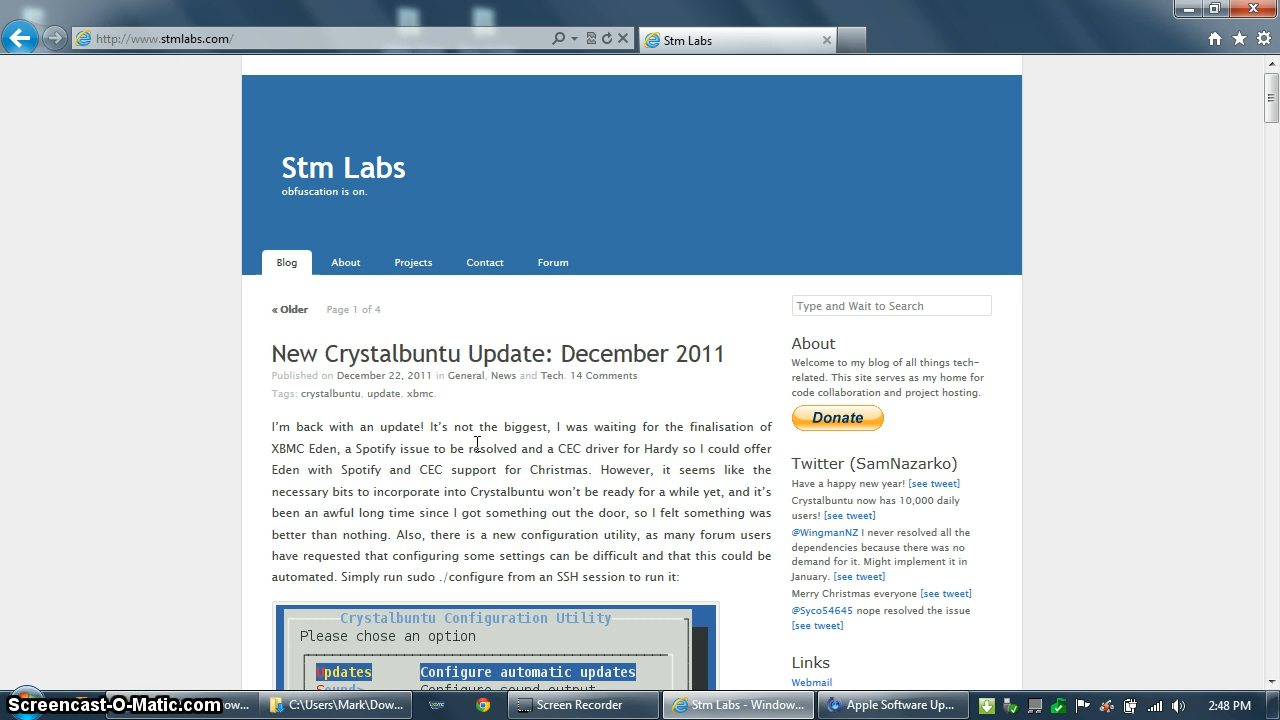 http://www.stmlabs.com/
Stm Labs
Stm Labs
obfuscation is on.
Blog
About
Projects
Contact
Forum
« Older
Page 1 of 4
New Crystalbuntu Update: December 2011
Published on December 22, 2011 in General, News and Tech. 14 Comments
Tags: crystalbuntu, update, xbmc.
I'm back with an update! It's not the biggest, I was waiting for the finalisation of
XBMC Eden, a Spotify issue to be resolved and a CEC driver for Hardy so I could offer
Eden with Spotify and CEC support for Christmas. However, it seems like the
necessary bits to incorporate into Crystalbuntu won't be ready for a while yet, and it's
been an awful long time since I got something out the door, so I felt something was
better than nothing. Also, there is a new configuration utility, as many forum users
have requested that configuring some settings can be difficult and that this could be
automated. Simply run sudo ./configure from an SSH session to run it:
Crystalbuntu Configuration Utility
Please chose an option
Updates Configure automatic updates
Sound> Configure sound output
Type and Wait to Search
About
Welcome to my blog of all things tech-
related. This site serves as my home for
code collaboration and project hosting.
Donate
Twitter (SamNazarko)
Have a happy new year! [see tweet]
Crystalbuntu now has 10,000 daily
users! [see tweet]
@WingmanNZ I never resolved all the
dependencies because there was no
demand for it. Might implement it in
January. [see tweet]
Merry Christmas everyone [see tweet]
@Syco54645 nope resolved the issue
[see tweet]
Links
Webmail
Screencast-O-Matic.com
C:\Users\Mark\Dow...
Screen Recorder
Stm Labs - Window...
Apple Software Up...
2:48 PM